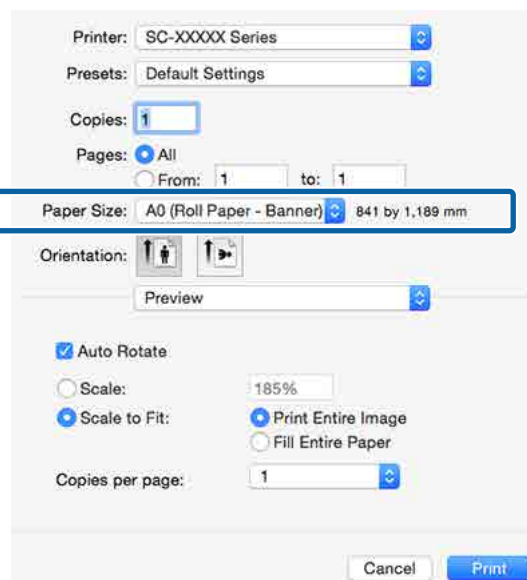 Printer: SC-XXXXX Series
Presets: Default Settings
Copies: 1
Pages: All
From: 1 to: 1
Paper Size: A0 (Roll Paper - Banner) 841 by 1,189 mm
Orientation:
Preview
Auto Rotate
Scale: 185%
Scale to Fit: Print Entire Image
Fill Entire Paper
Copies per page: 1
Cancel Print